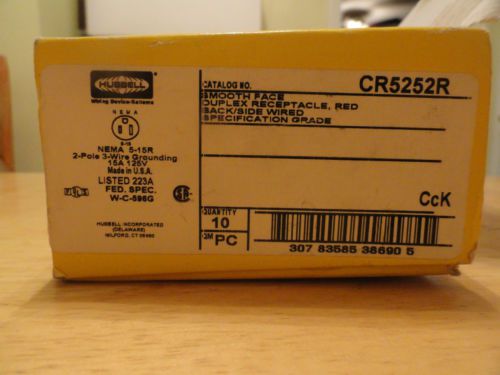 HUBBELL
Wiring Device-Kellems
NEMA
5-15
NEMA 5-15R
2-Pole 3-Wire Grounding
15A 125V
Made in U.S.A.
LISTED 223A
FED. SPEC.
W-C-596G
HUBBELL INCORPORATED
(DELAWARE)
MILFORD, CT 06460
CATALOG NO. CR5252R
SMOOTH FACE
DUPLEX RECEPTACLE, RED
BACK/SIDE WIRED
SPECIFICATION GRADE
CcK
QUANTITY
10
UM PC
307 83585 38690 5